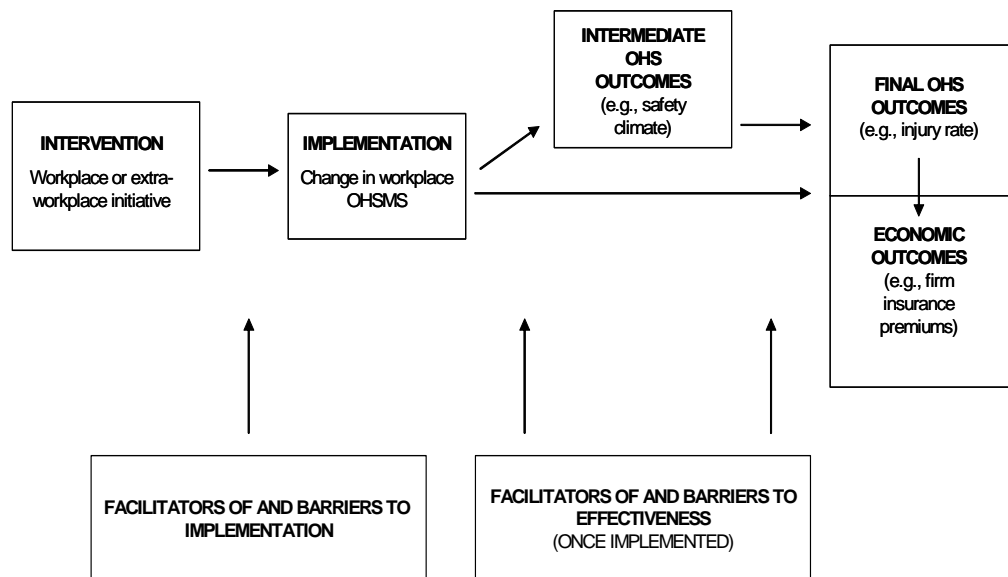 INTERVENTION
Workplace or extra-
workplace initiative
IMPLEMENTATION
Change in workplace
OHSMS
INTERMEDIATE
OHS
OUTCOMES
(e.g., safety
climate)
FINAL OHS
OUTCOMES
(e.g., injury rate)
ECONOMIC
OUTCOMES
(e.g., firm
insurance
premiums)
FACILITATORS OF AND BARRIERS TO
IMPLEMENTATION
FACILITATORS OF AND BARRIERS TO
EFFECTIVENESS
(ONCE IMPLEMENTED)